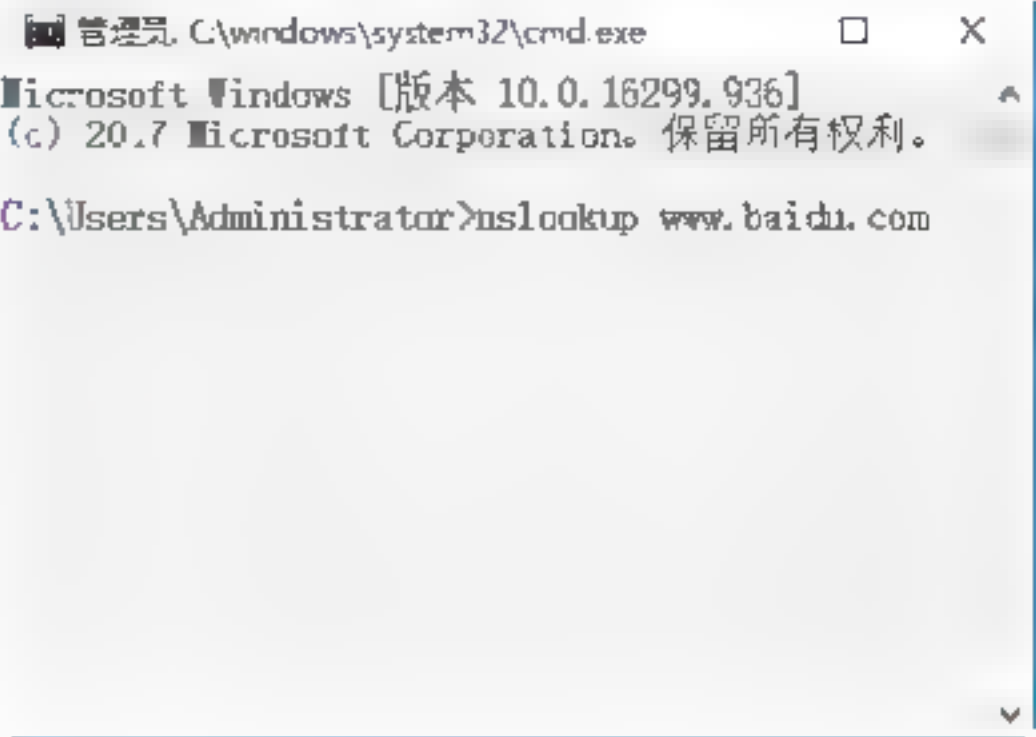 管理员: C:\windows\system32\cmd.exe
Microsoft Windows [版本 10.0.16299.936]
(c) 2017 Microsoft Corporation。保留所有权利。
C:\Users\Administrator>nslookup www.baidu.com